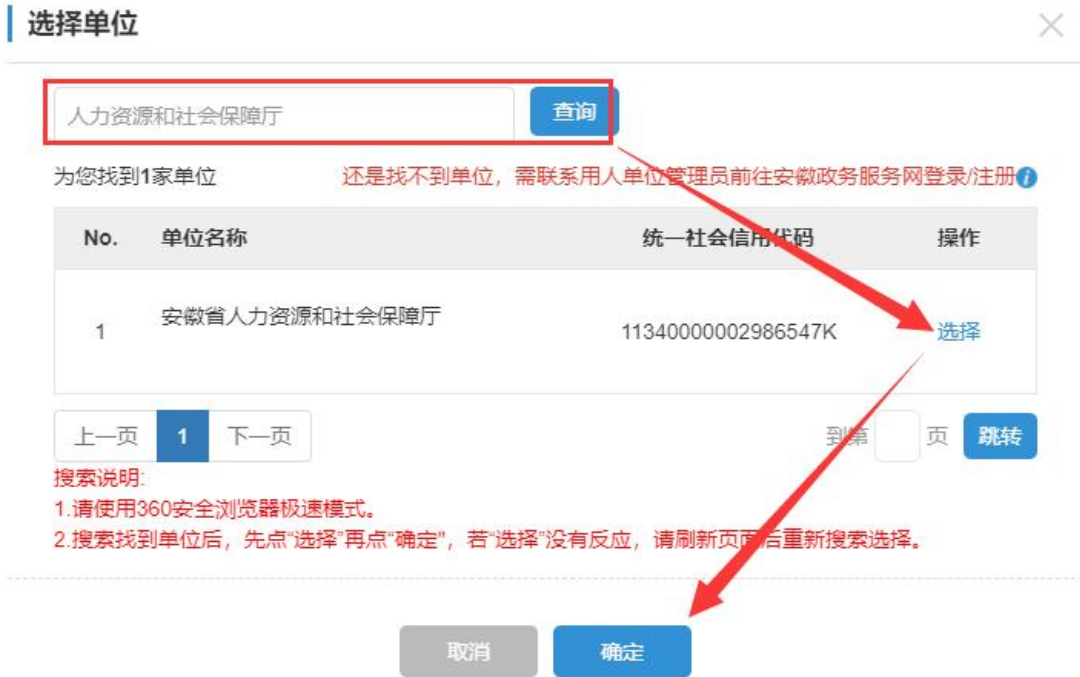 选择单位
人力资源和社会保障厅 查询
为您找到1家单位 还是找不到单位，需联系用人单位管理员前往安徽政务服务网登录/注册
No. 单位名称 统一社会信用代码 操作
1 安徽省人力资源和社会保障厅 11340000002986547K 选择
上一页 1 下一页 到第 页 跳转
搜索说明:
1.请使用360安全浏览器极速模式。
2.搜索找到单位后，先点“选择”再点“确定”，若“选择”没有反应，请刷新页面后重新搜索选择。
取消 确定